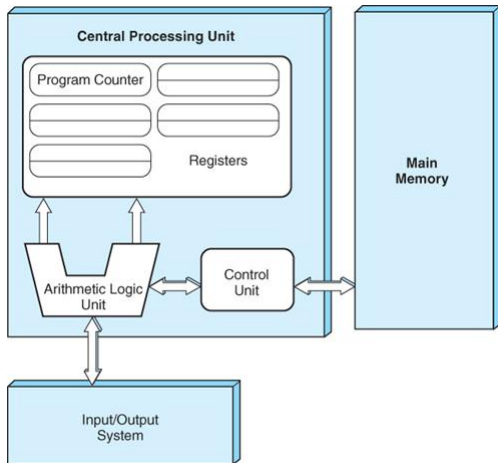 Central Processing Unit
Program Counter
Registers
Main
Memory
Arithmetic Logic
Unit
Control
Unit
Input/Output
System